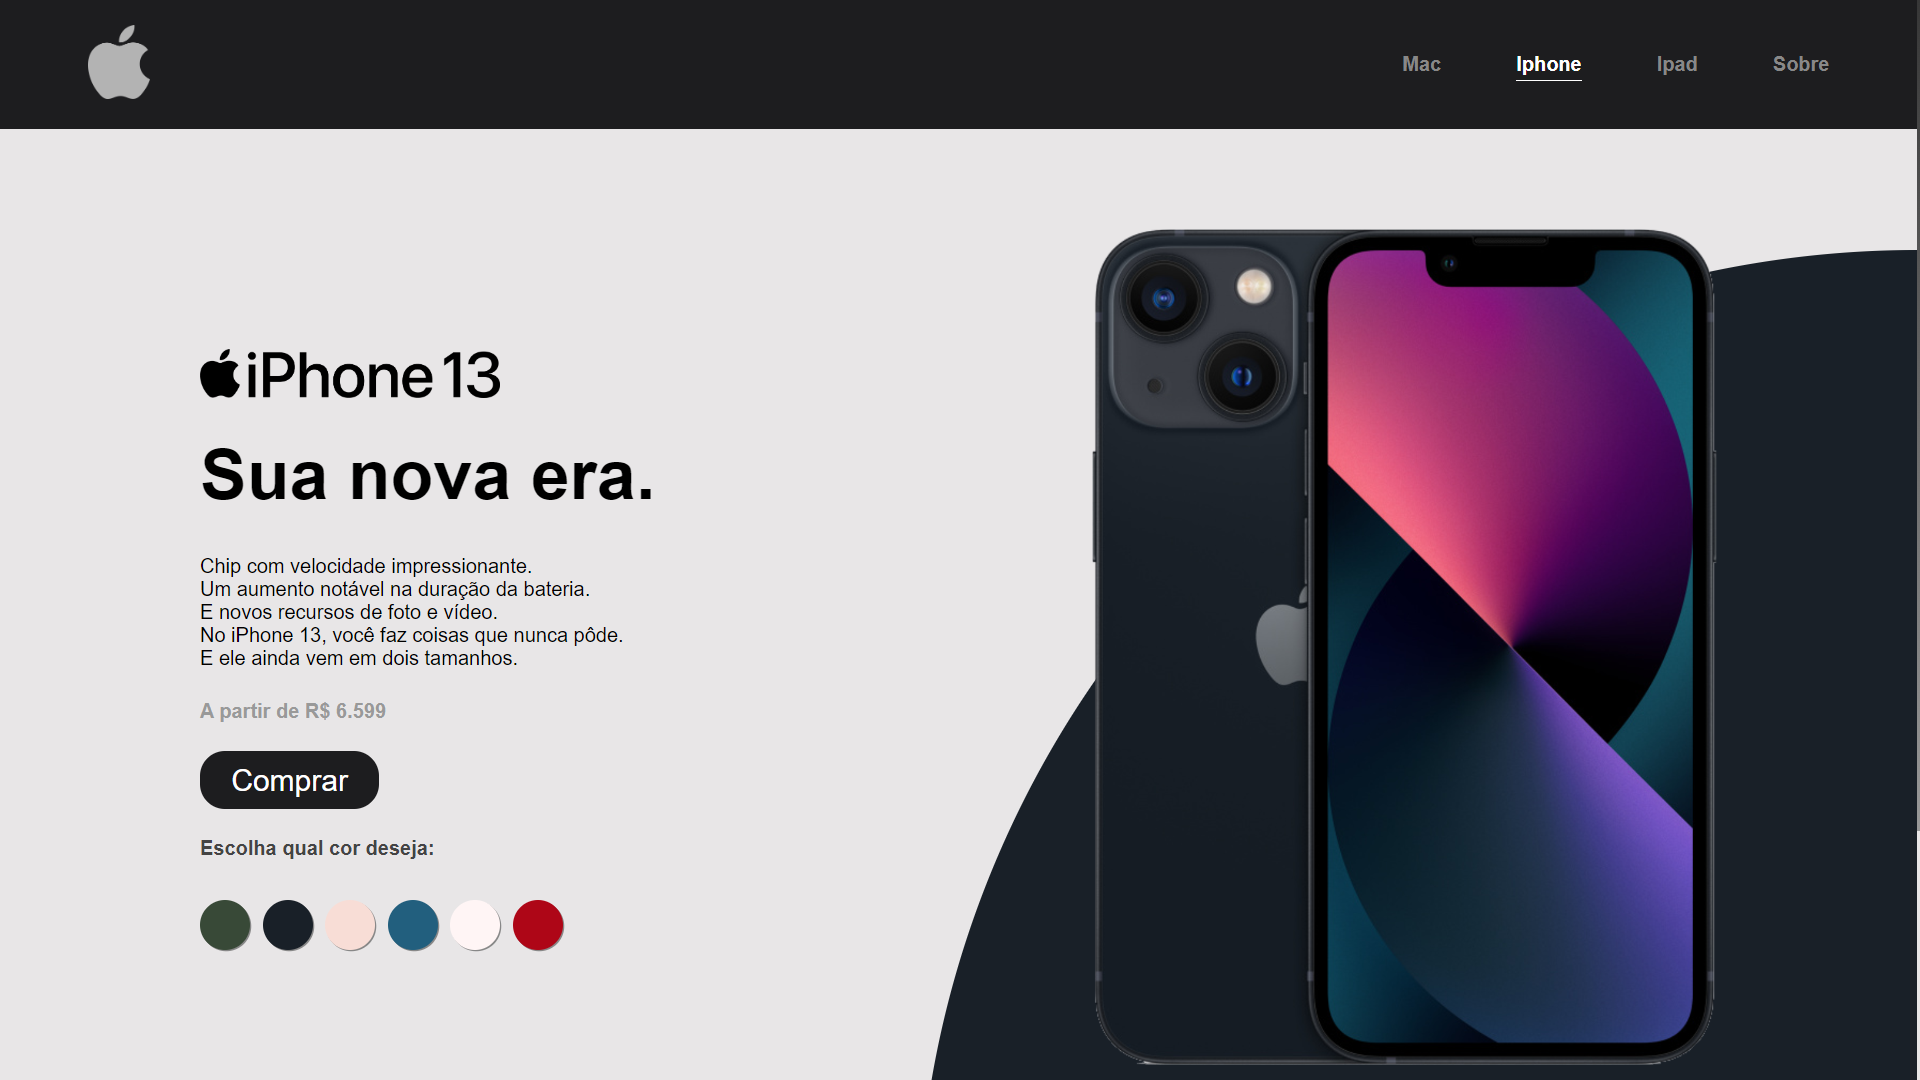 Mac
Iphone
Ipad
Sobre
iPhone 13
Sua nova era.
Chip com velocidade impressionante.
Um aumento notável na duração da bateria.
E novos recursos de foto e vídeo.
No iPhone 13, você faz coisas que nunca pôde.
E ele ainda vem em dois tamanhos.
A partir de R$ 6.599
Comprar
Escolha qual cor deseja: